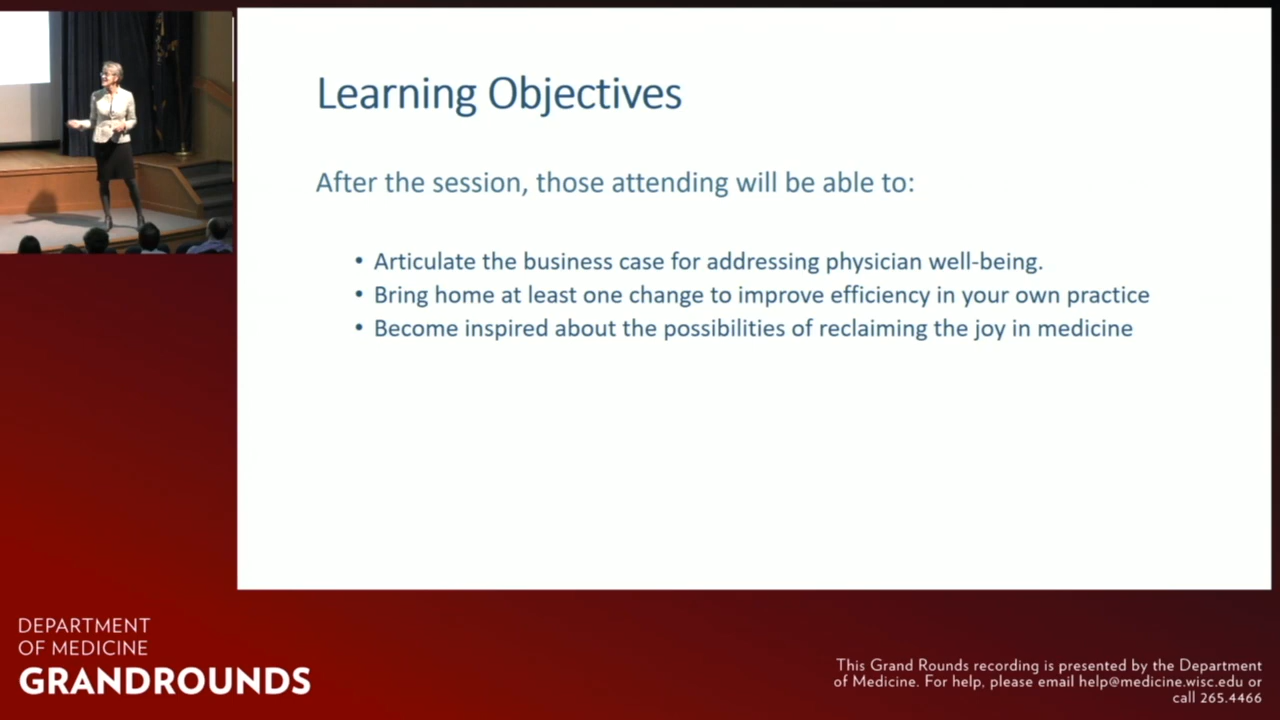 Learning Objectives
After the session, those attending will be able to:
• Articulate the business case for addressing physician well-being.
• Bring home at least one change to improve efficiency in your own practice
• Become inspired about the possibilities of reclaiming the joy in medicine
DEPARTMENT
OF MEDICINE
GRANDROUNDS
This Grand Rounds recording is presented by the Department
of Medicine. For help, please email help@medicine.wisc.edu or
call 265.4466